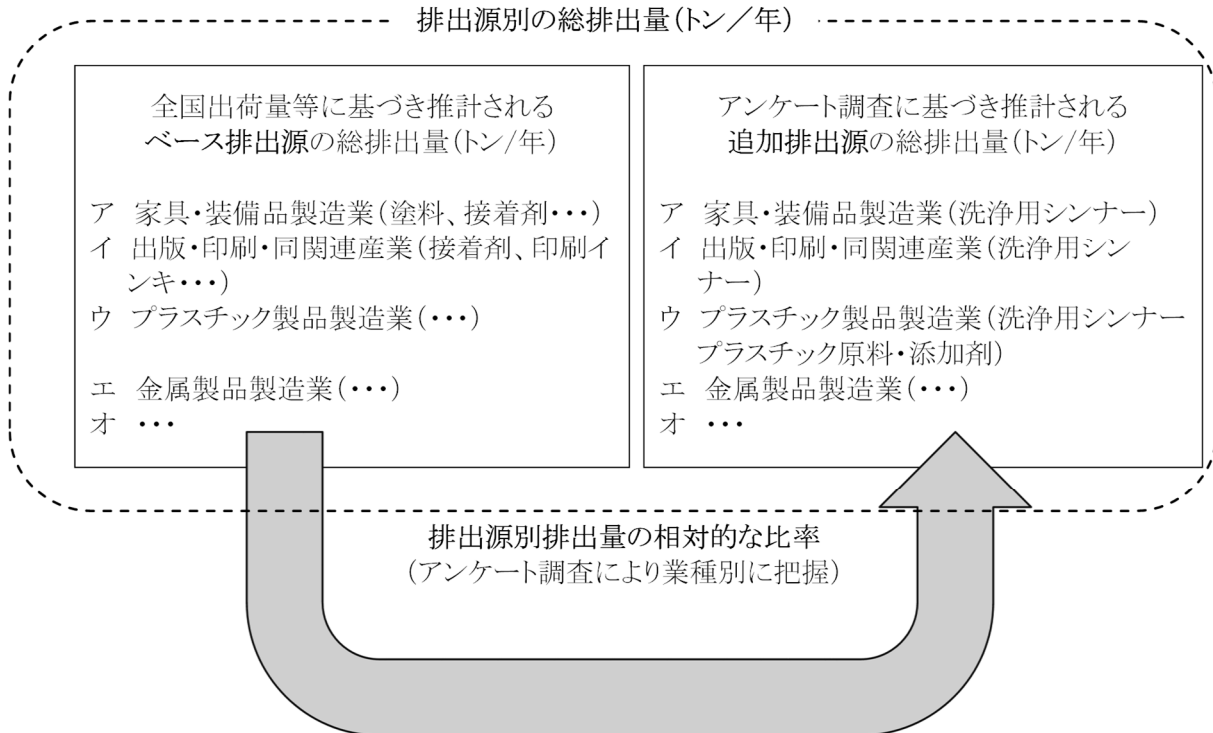 排出源別の総排出量(トン／年)
全国出荷量等に基づき推計される
ベース排出源の総排出量(トン/年)
ア 家具・装備品製造業(塗料、接着剤・・・)
イ 出版・印刷・同関連産業(接着剤、印刷イ
ンキ・・・)
ウ プラスチック製品製造業(・・・)
エ 金属製品製造業(・・・)
オ ・・・
アンケート調査に基づき推計される
追加排出源の総排出量(トン/年)
ア 家具・装備品製造業(洗浄用シンナー)
イ 出版・印刷・同関連産業(洗浄用シン
ナー)
ウ プラスチック製品製造業(洗浄用シンナー
プラスチック原料・添加剤)
エ 金属製品製造業(・・・)
オ ・・・
排出源別排出量の相対的な比率
(アンケート調査により業種別に把握)